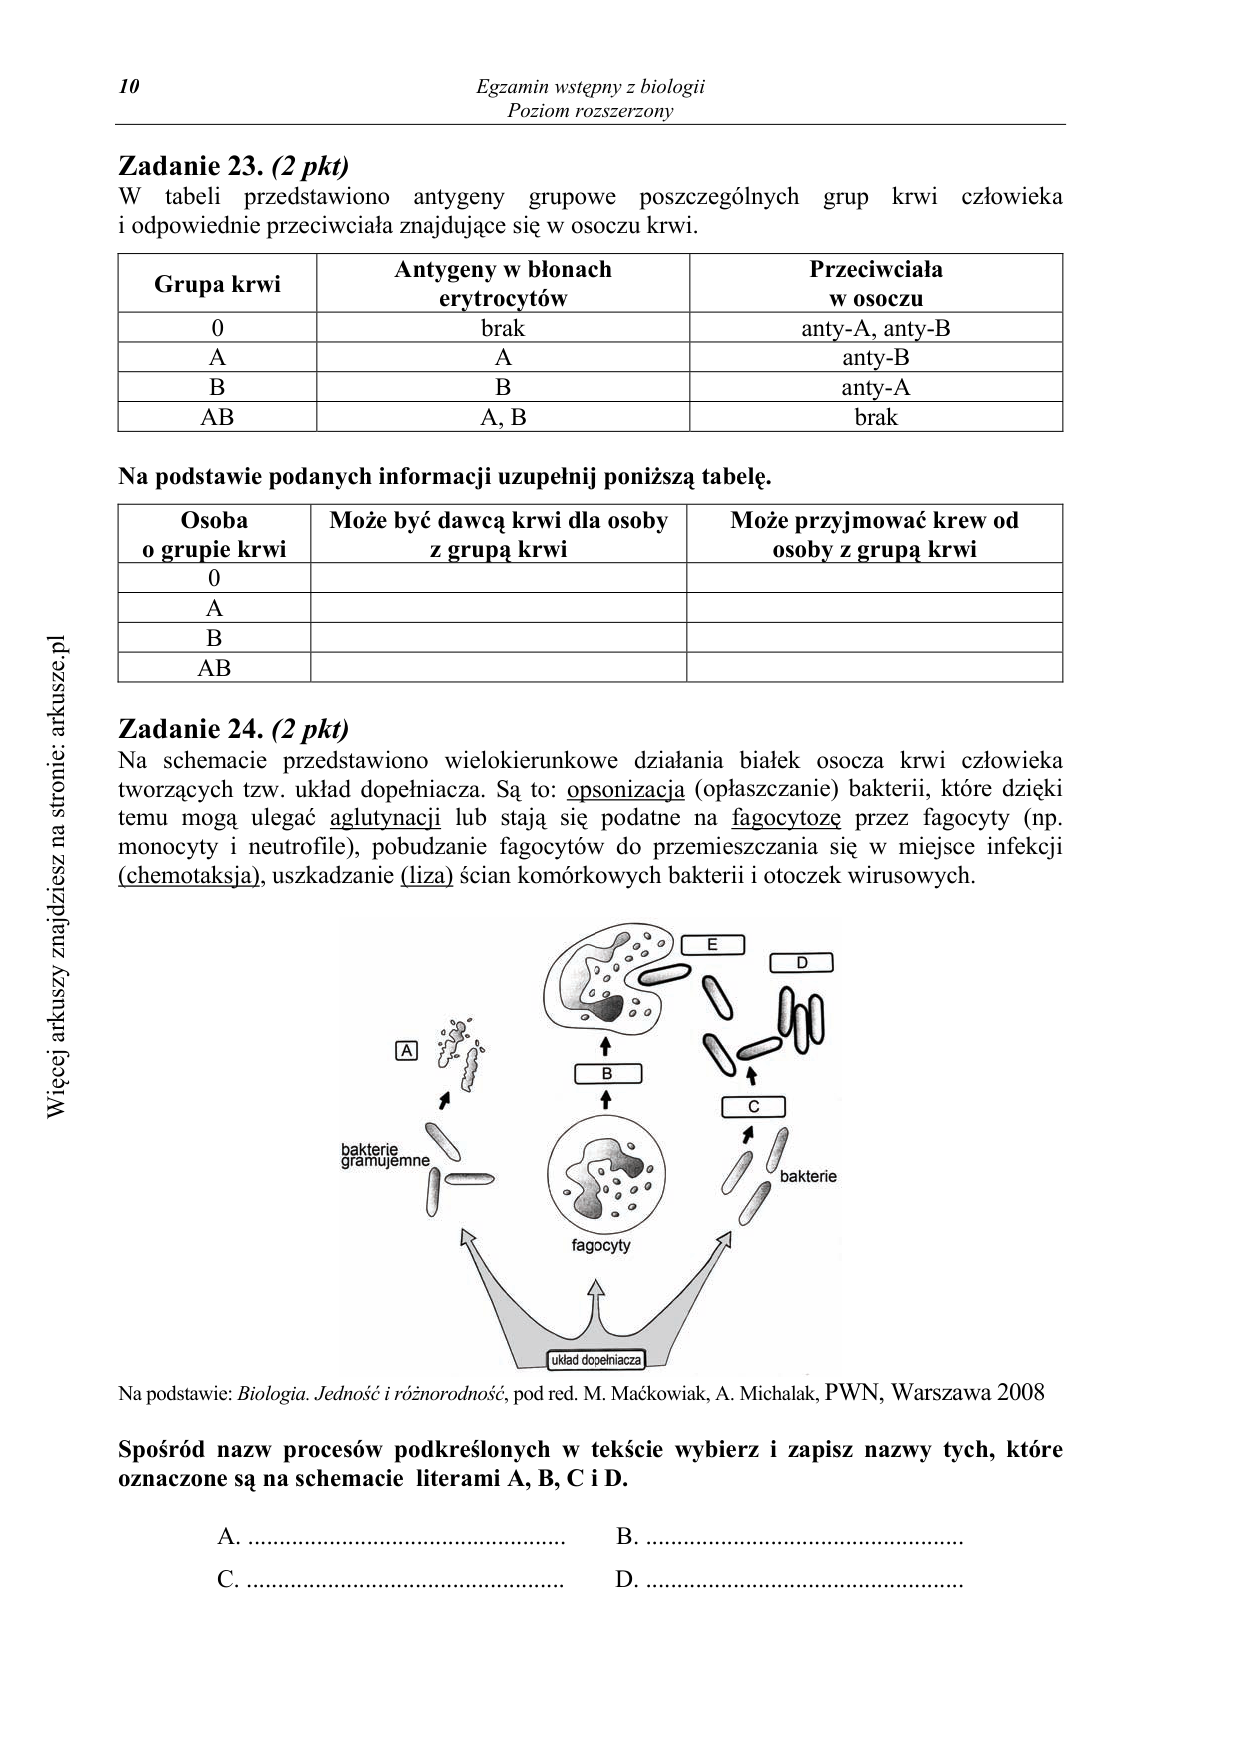 10
Egzamin wstępny z biologii
Poziom rozszerzony
Zadanie 23. (2 pkt)
W tabeli przedstawiono antygeny grupowe poszczególnych grup krwi człowieka
i odpowiednie przeciwciała znajdujące się w osoczu krwi.
Grupa krwi
Antygeny w błonach
erytrocytów
Przeciwciała
w osoczu
0 brak anty-A, anty-B
A A anty-B
B B anty-A
AB A, B brak
Na podstawie podanych informacji uzupełnij poniższą tabelę.
Osoba
o grupie krwi
Może być dawcą krwi dla osoby
z grupą krwi
Może przyjmować krew od
osoby z grupą krwi
0
A
B
AB
Zadanie 24. (2 pkt)
Na schemacie przedstawiono wielokierunkowe działania białek osocza krwi człowieka
tworzących tzw. układ dopełniacza. Są to: opsonizacja (opłaszczanie) bakterii, które dzięki
temu mogą ulegać aglutynacji lub stają się podatne na fagocytozę przez fagocyty (np.
monocyty i neutrofile), pobudzanie fagocytów do przemieszczania się w miejsce infekcji
(chemotaksja), uszkadzanie (liza) ścian komórkowych bakterii i otoczek wirusowych.
E
D
A
B
C
bakterie
gramujemne
bakterie
fagocyty
układ dopełniacza
Na podstawie: Biologia. Jedność i różnorodność, pod red. M. Maćkowiak, A. Michalak, PWN, Warszawa 2008
Spośród nazw procesów podkreślonych w tekście wybierz i zapisz nazwy tych, które
oznaczone są na schemacie literami A, B, C i D.
A. ................................................... B. ...................................................
C. ................................................... D. ...................................................
Więcej arkuszy znajdziesz na stronie: arkusze.pl